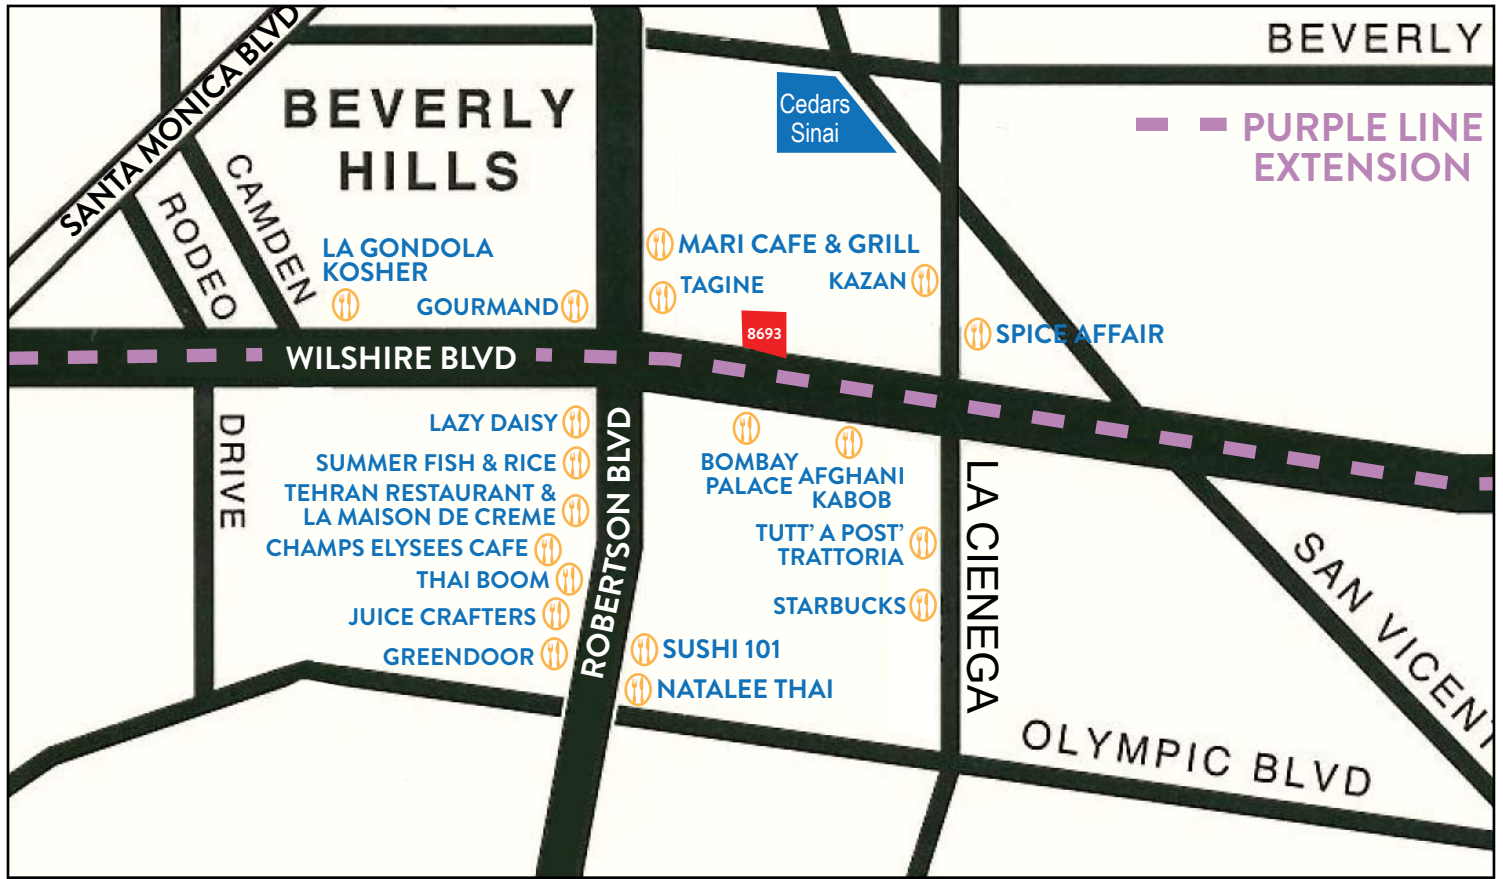 SANTA MONICA BLVD
BEVERLY
BEVERLY
HILLS
Cedars
Sinai
PURPLE LINE
EXTENSION
CAMDEN
RODEO
LA GONDOLA
KOSHER
GOURMAND
MARI CAFE & GRILL
TAGINE
KAZAN
8693
SPICE AFFAIR
WILSHIRE BLVD
DRIVE
LAZY DAISY
SUMMER FISH & RICE
TEHRAN RESTAURANT &
LA MAISON DE CREME
CHAMPS ELYSEES CAFE
THAI BOOM
JUICE CRAFTERS
GREENDOOR
ROBERTSON BLVD
BOMBAY
PALACE
AFGHANI
KABOB
TUTT' A POST'
TRATTORIA
STARBUCKS
SUSHI 101
NATALEE THAI
LA CIENEGA
SAN VICENT
OLYMPIC BLVD